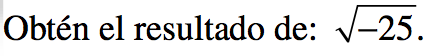 Obtén el resultado de: √−25.